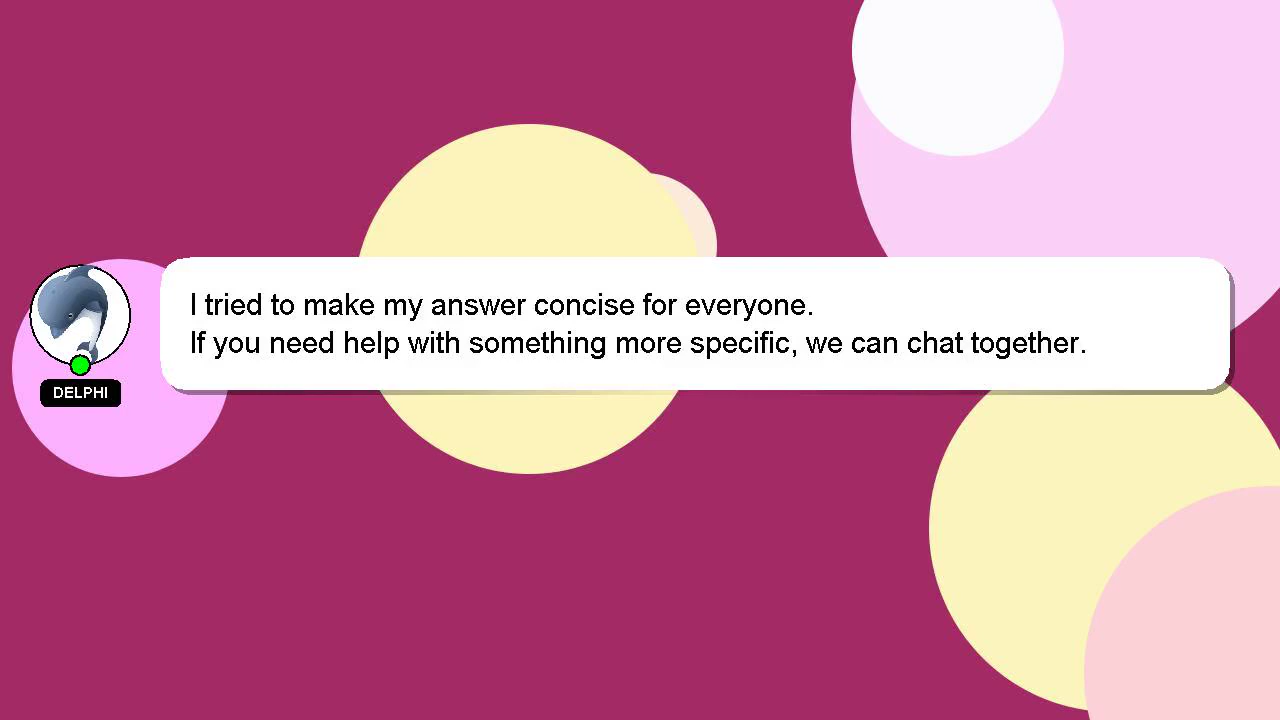 I tried to make my answer concise for everyone.
If you need help with something more specific, we can chat together.
DELPHI